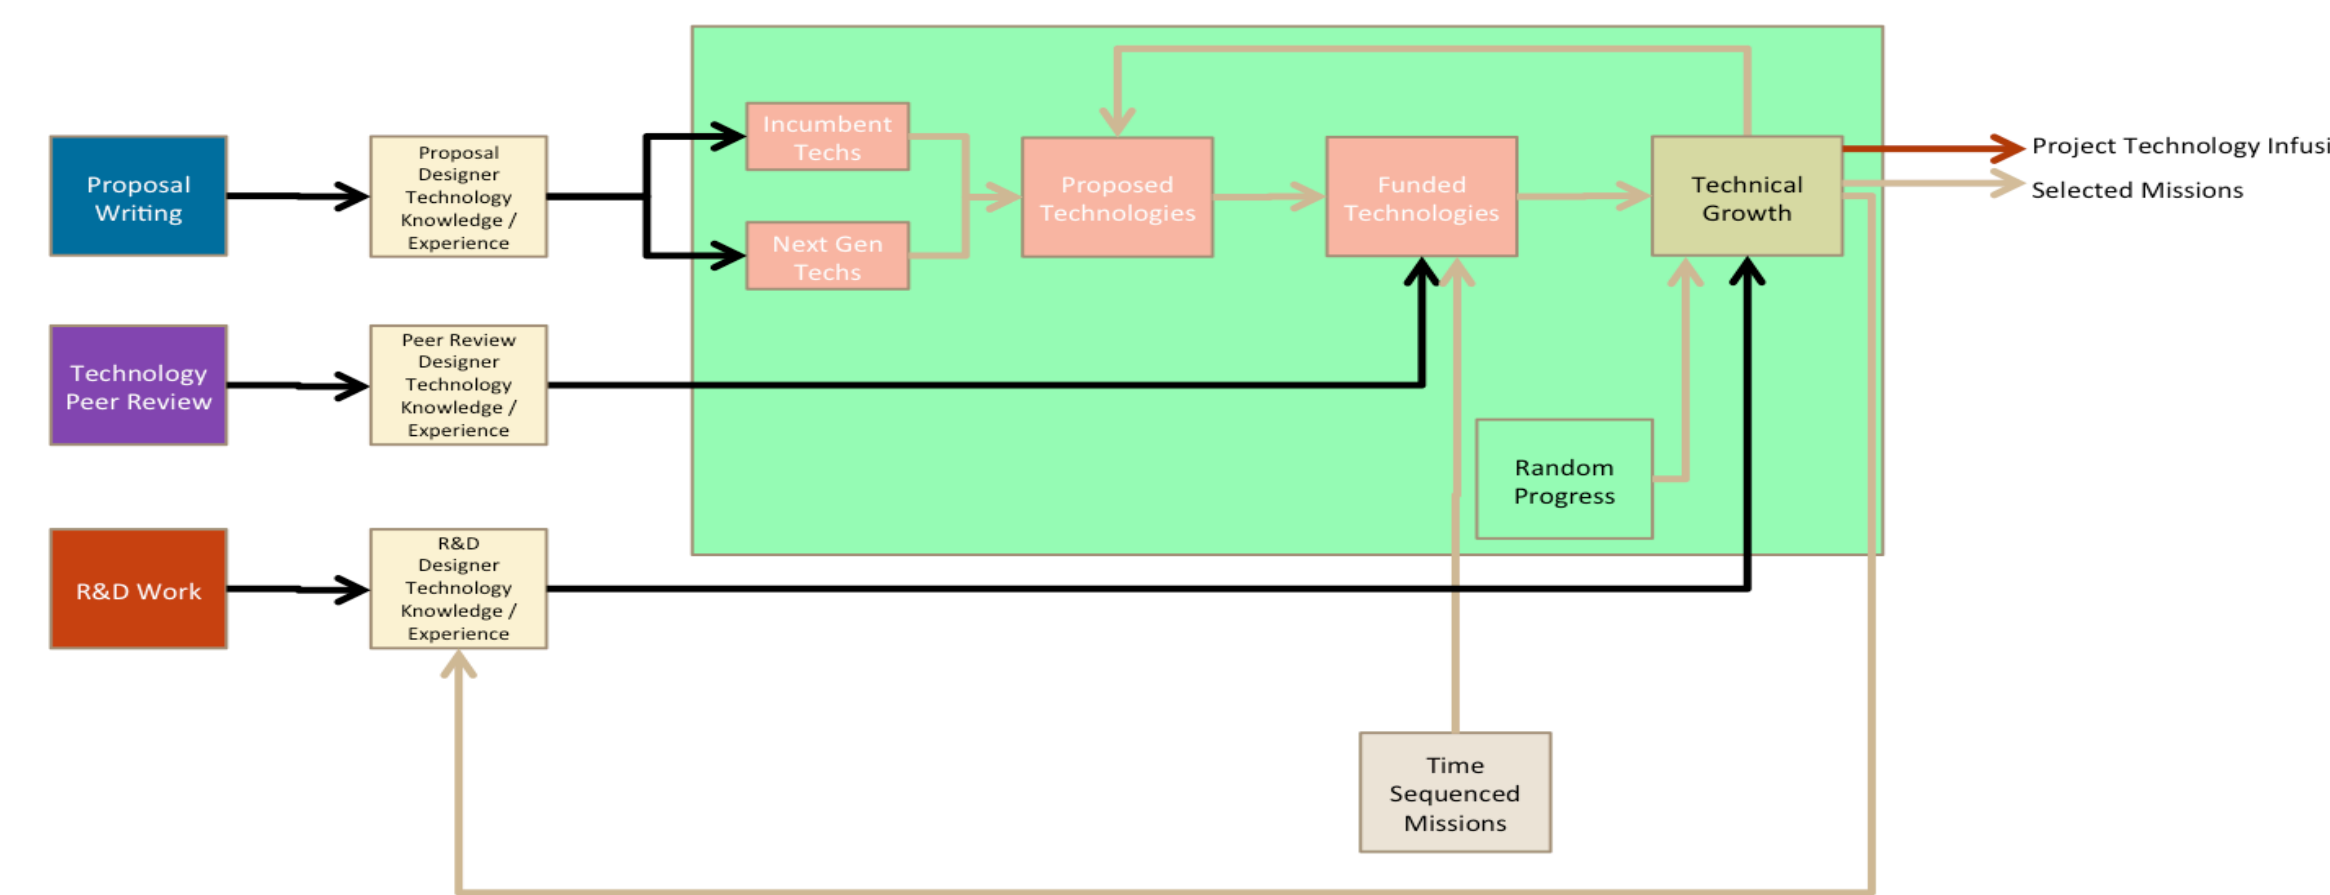 Proposal
Writing
Proposal
Designer
Technology
Knowledge /
Experience
Incumbent
Techs
Next Gen
Techs
Proposed
Technologies
Funded
Technologies
Technical
Growth
Project Technology Infusi
Selected Missions
Technology
Peer Review
Peer Review
Designer
Technology
Knowledge /
Experience
Random
Progress
R&D Work
R&D
Designer
Technology
Knowledge /
Experience
Time
Sequenced
Missions